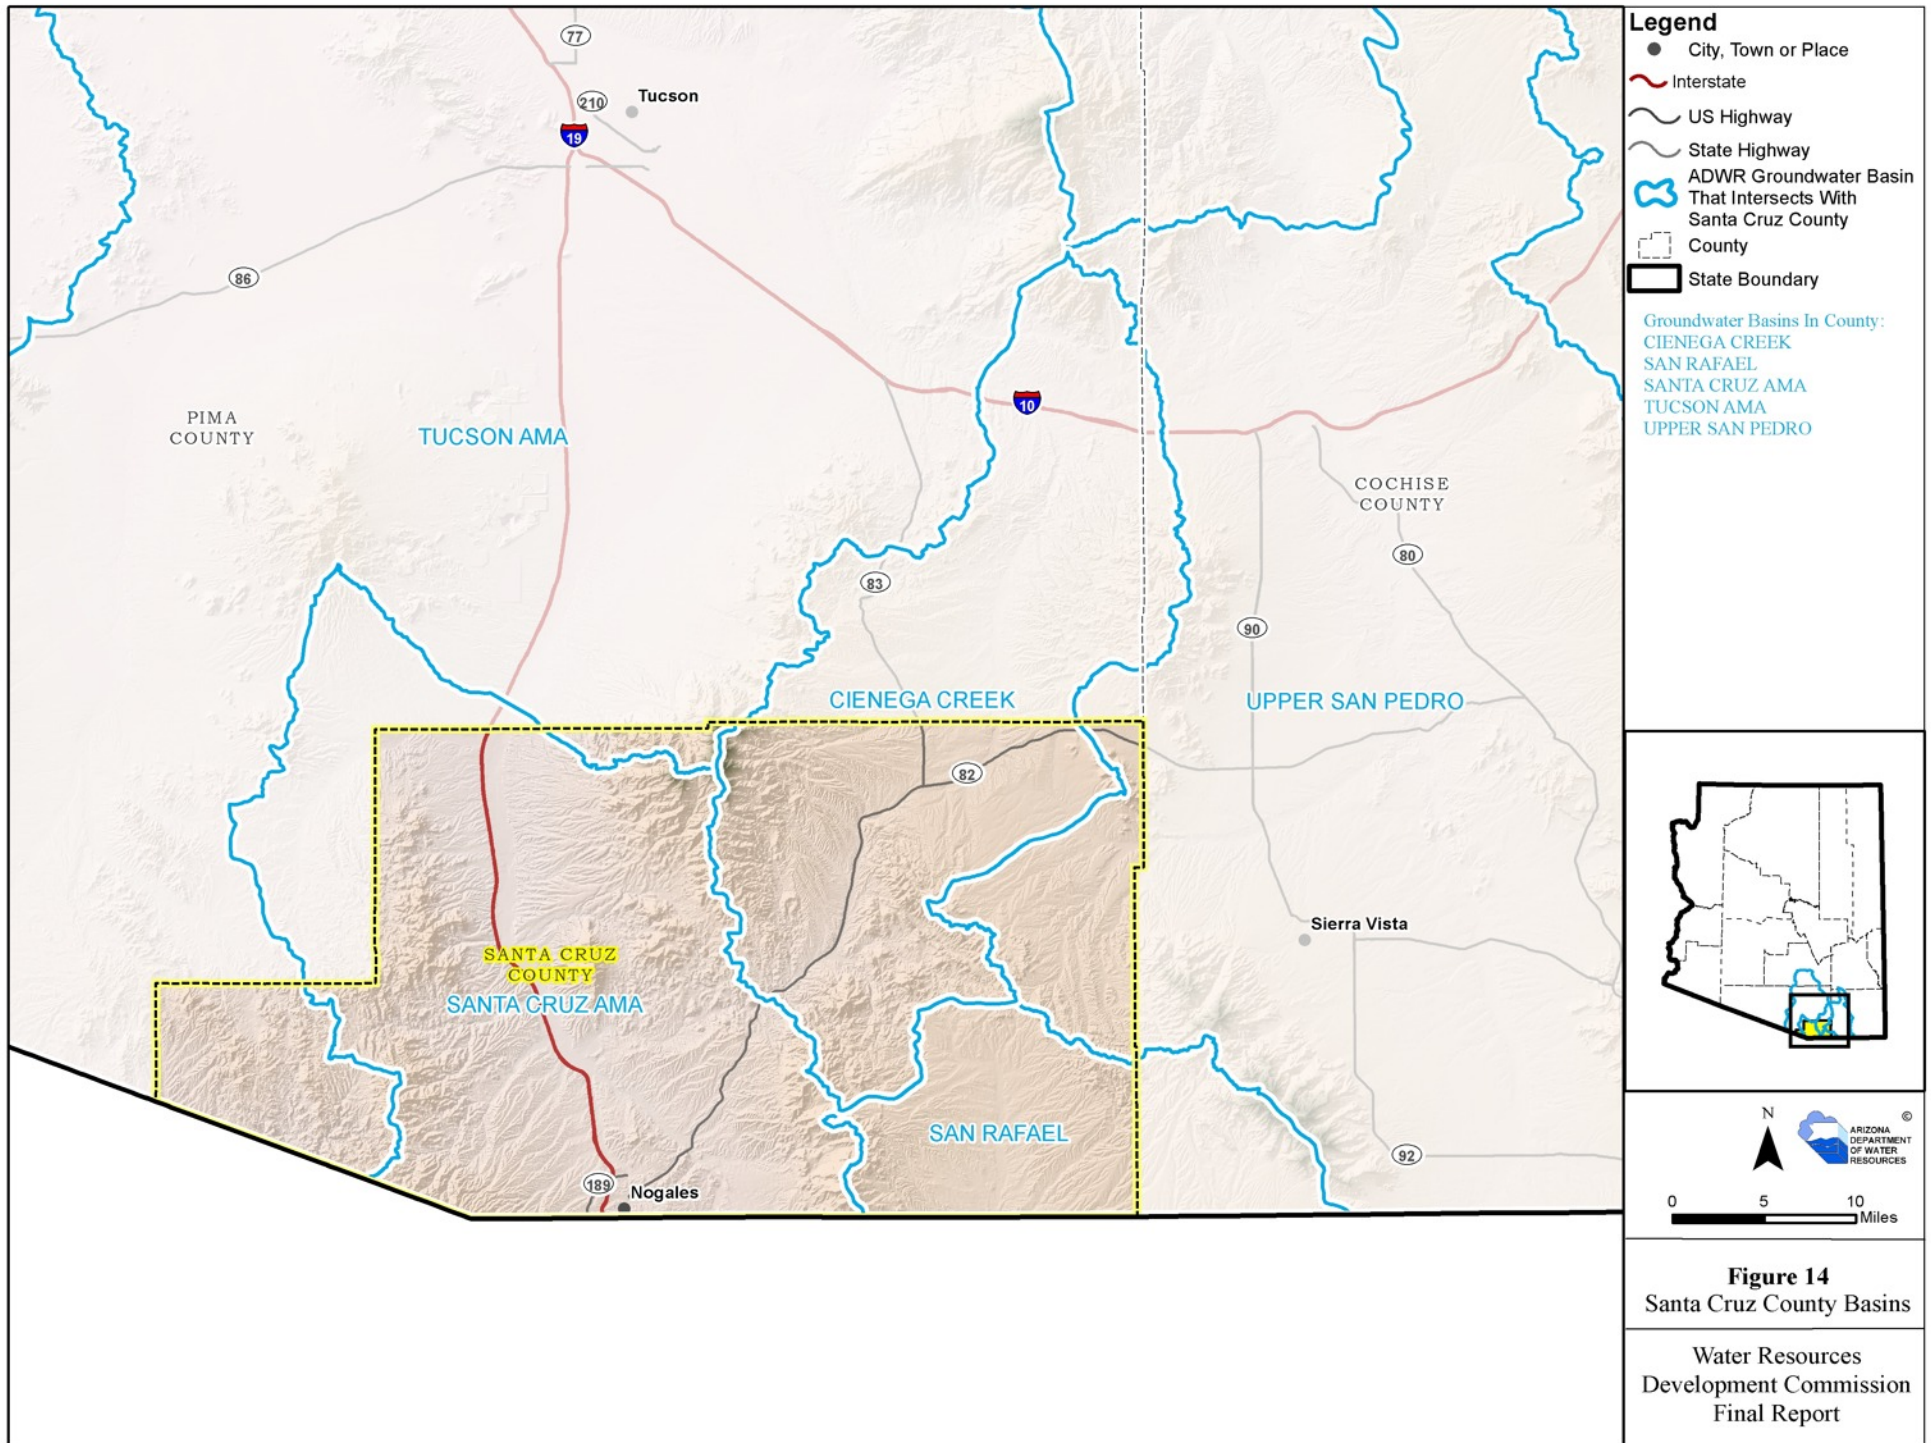 77
210
Tucson
19
86
10
PIMA
COUNTY
TUCSON AMA
COCHISE
COUNTY
80
83
90
CIENEGA CREEK
UPPER SAN PEDRO
82
Sierra Vista
SANTA CRUZ
COUNTY
SANTA CRUZ AMA
SAN RAFAEL
92
189
Nogales
Legend
City, Town or Place
Interstate
US Highway
State Highway
ADWR Groundwater Basin
That Intersects With
Santa Cruz County
County
State Boundary
Groundwater Basins In County:
CIENEGA CREEK
SAN RAFAEL
SANTA CRUZ AMA
TUCSON AMA
UPPER SAN PEDRO
N
©
ARIZONA
DEPARTMENT
OF WATER
RESOURCES
0 5 10
Miles
Figure 14
Santa Cruz County Basins
Water Resources
Development Commission
Final Report